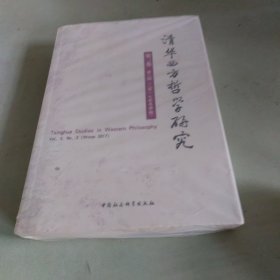 清华西方哲学研究
Tsinghua Studies in Western Philosophy
Vol. 3, No. 2 (Winter 2017)
中国社会科学出版社